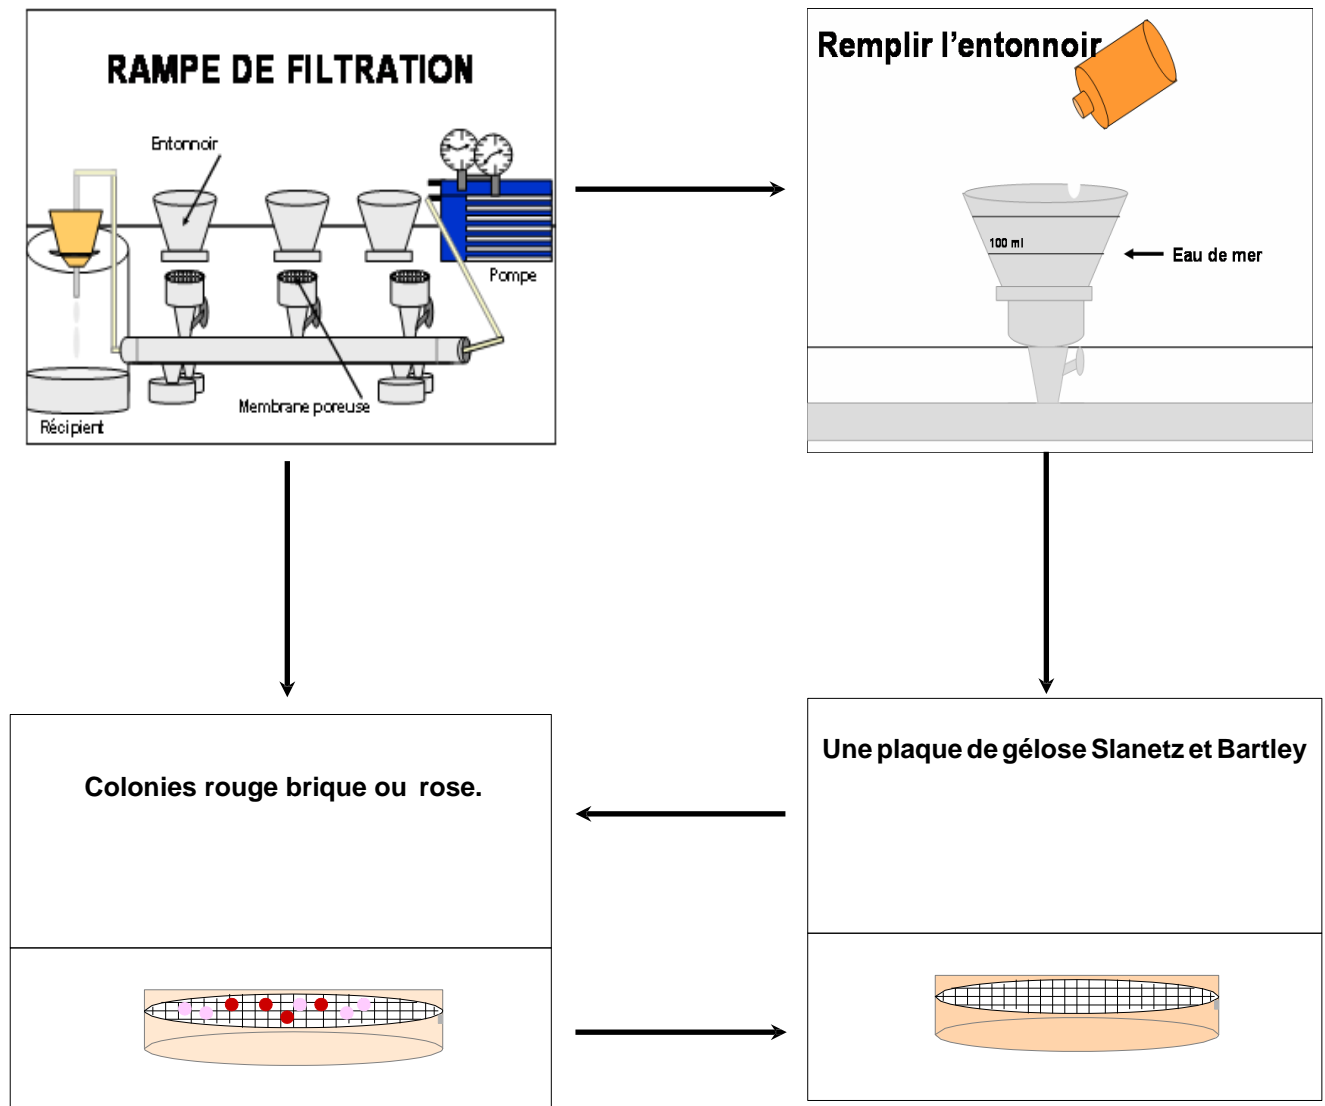 RAMPE DE FILTRATION
Entonnoir
Pompe
Membrane poreuse
Récipient
Remplir l'entonnoir
100 ml
Eau de mer
Colonies rouge brique ou rose.
Une plaque de gélose Slanetz et Bartley